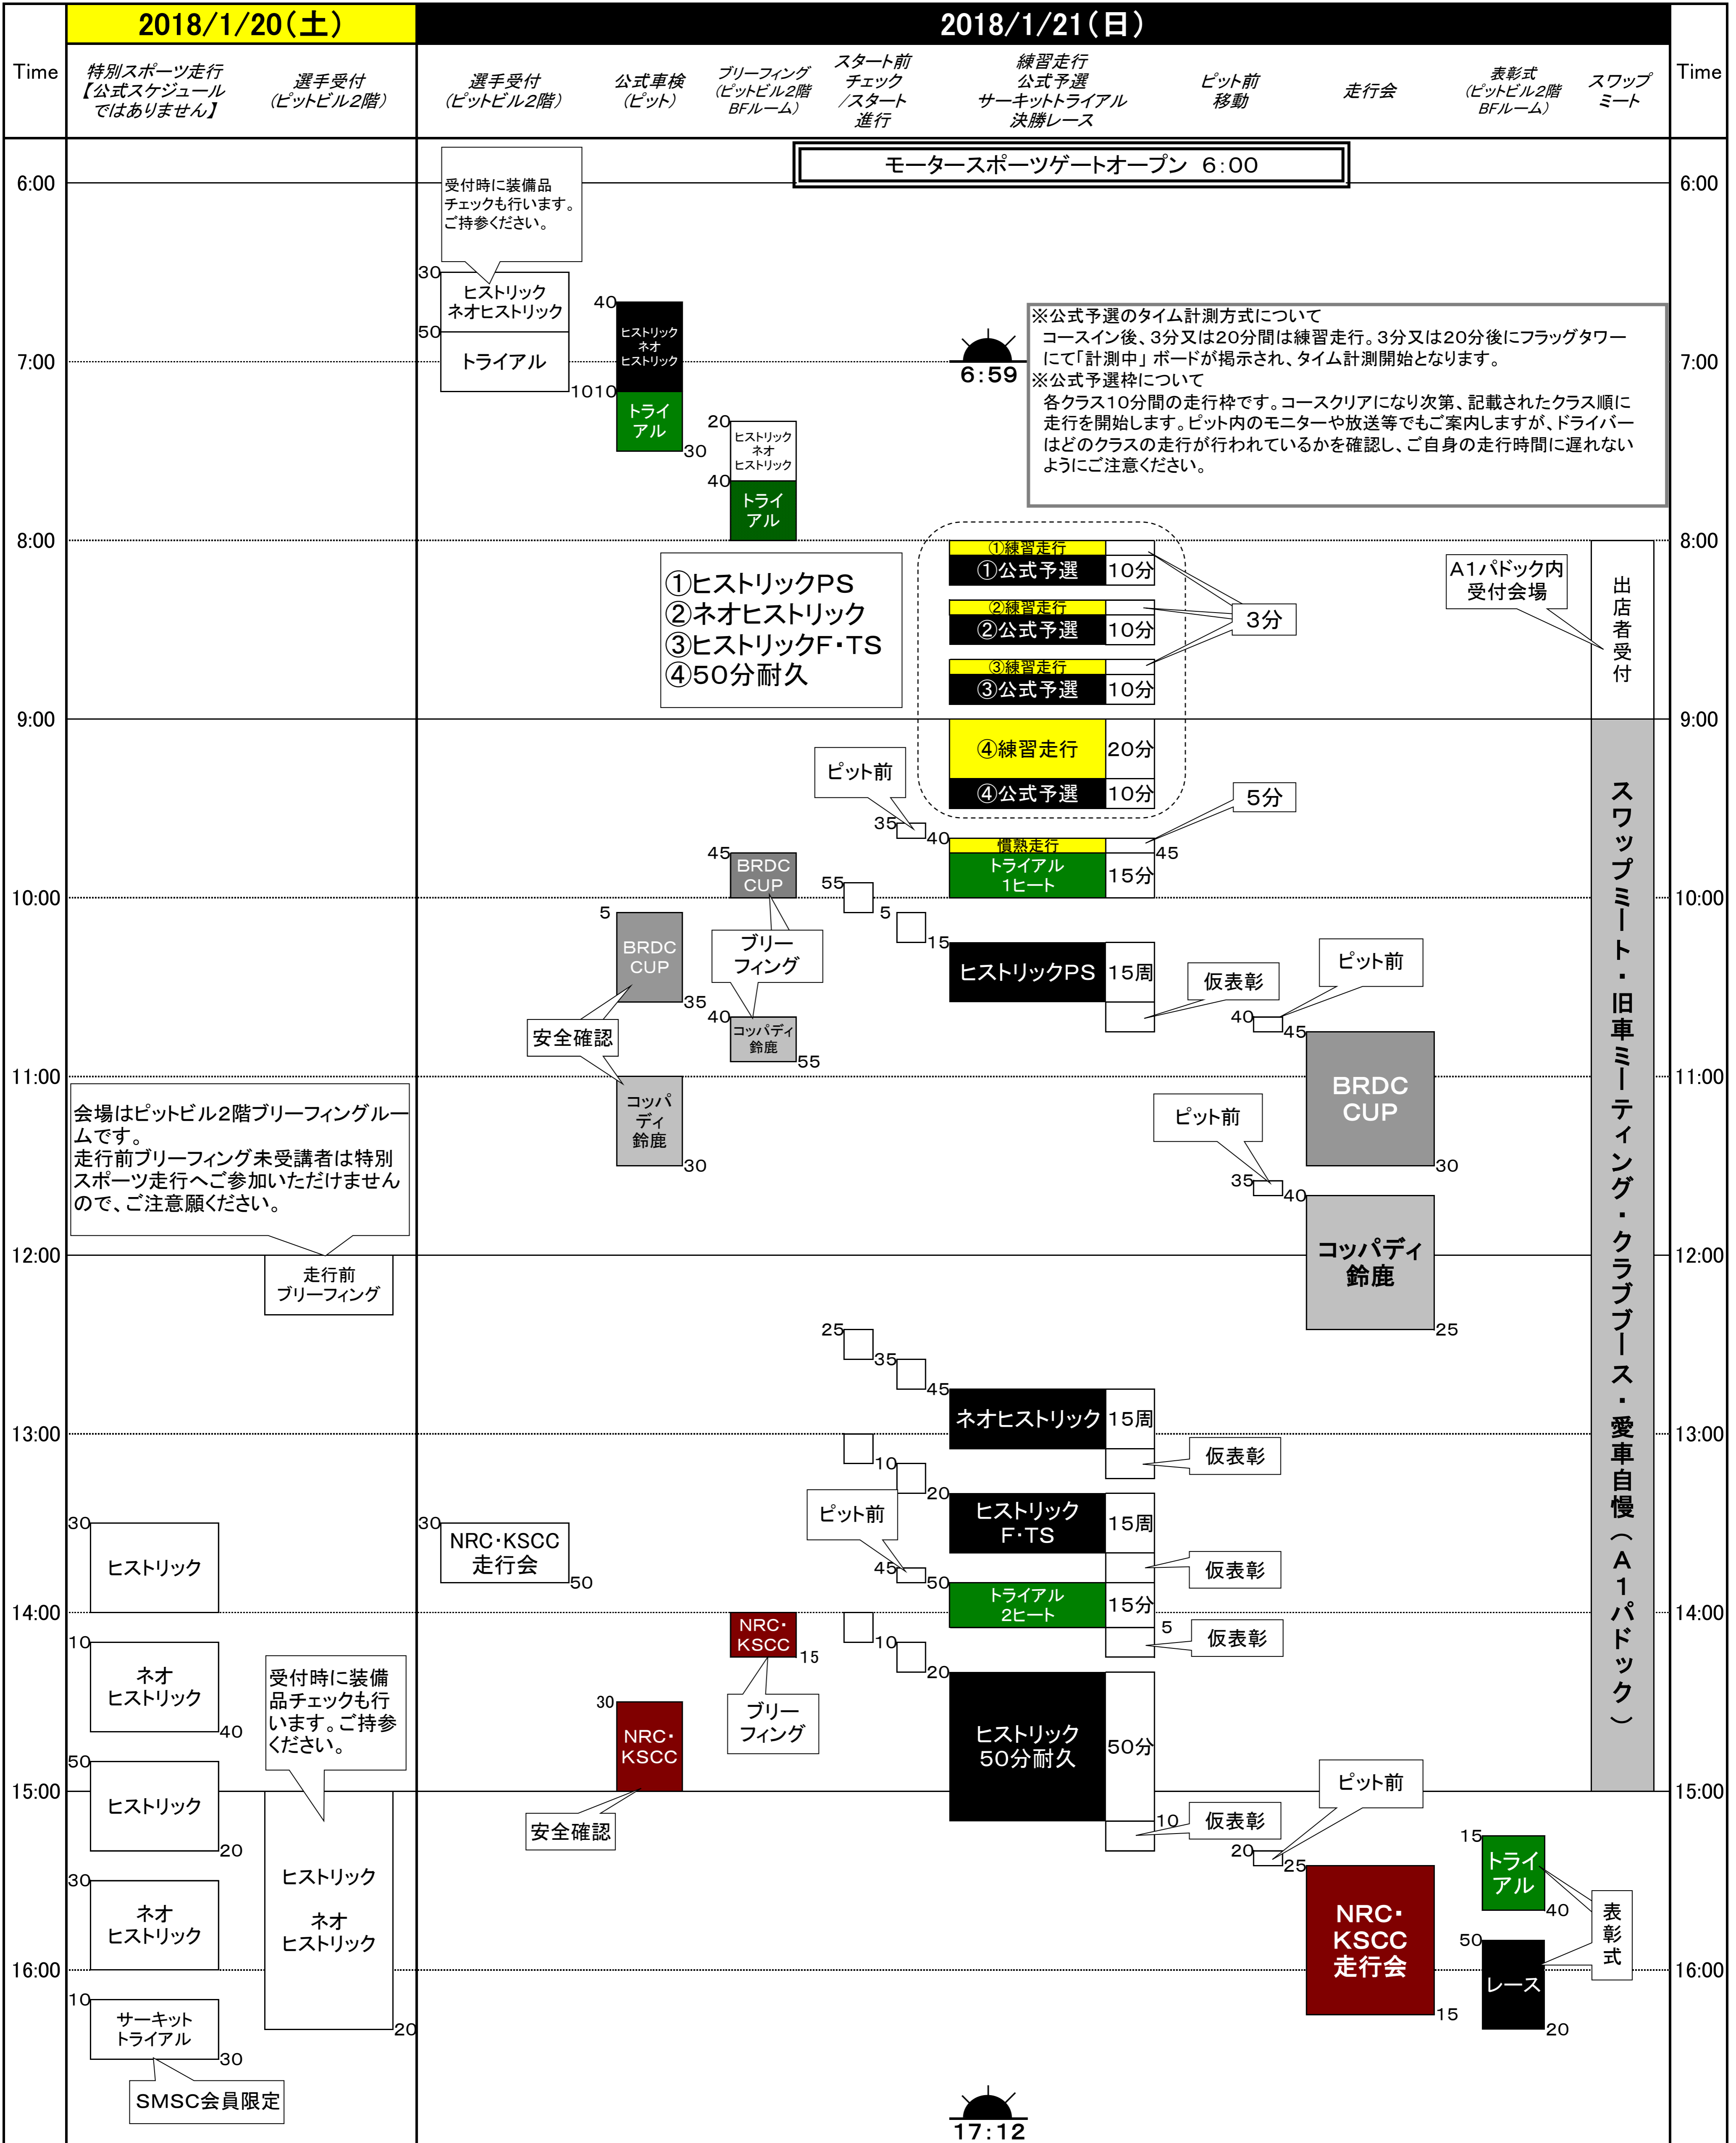 2018/1/20(土)
2018/1/21(日)
Time
特別スポーツ走行
【公式スケジュール
ではありません】
選手受付
(ピットビル2階)
選手受付
(ピットビル2階)
公式車検
(ピット)
ブリーフィング
(ピットビル2階
BFルーム)
スタート前
チェック
/スタート
進行
練習走行
公式予選
サーキットトライアル
決勝レース
ピット前
移動
走行会
表彰式
(ピットビル2階
BFルーム)
スワップ
ミート
Time
モータースポーツゲートオープン 6:00
6:00
6:00
受付時に装備品
チェックも行います。
ご持参ください。
30
ヒストリック
ネオヒストリック
50
トライアル
10
40
ヒストリック
ネオ
ヒストリック
10
トライ
アル
30
7:00
7:00
6:59
※公式予選のタイム計測方式について
コースイン後、3分又は20分間は練習走行。3分又は20分後にフラッグタワー
にて「計測中」ボードが掲示され、タイム計測開始となります。
※公式予選枠について
各クラス10分間の走行枠です。コースクリアになり次第、記載されたクラス順に
走行を開始します。ピット内のモニターや放送等でもご案内しますが、ドライバー
はどのクラスの走行が行われているかを確認し、ご自身の走行時間に遅れない
ようにご注意ください。
20
ヒストリック
ネオ
ヒストリック
40
トライ
アル
8:00
8:00
①ヒストリックPS
②ネオヒストリック
③ヒストリックF・TS
④50分耐久
①練習走行
①公式予選
10分
②練習走行
②公式予選
10分
③練習走行
③公式予選
10分
3分
A1パドック内
受付会場
出店者受付
9:00
9:00
④練習走行
20分
④公式予選
10分
ピット前
5分
35
40
慣熟走行
45
トライアル
1ヒート
15分
45
BRDC
CUP
55
10:00
10:00
5
BRDC
CUP
35
ブリー
フィング
5
15
ヒストリックPS
15周
仮表彰
ピット前
40
45
安全確認
40
コッパディ
鈴鹿
55
BRDC
CUP
30
11:00
11:00
コッパ
ディ
鈴鹿
30
ピット前
35
40
コッパディ
鈴鹿
25
スワップミート・旧車ミーティング・クラブブース・愛車自慢(A1パドック)
会場はピットビル2階ブリーフィングルー
ムです。
走行前ブリーフィング未受講者は特別
スポーツ走行へご参加いただけません
ので、ご注意願ください。
12:00
12:00
走行前
ブリーフィング
25
35
45
ネオヒストリック
15周
仮表彰
13:00
13:00
10
20
ヒストリック
F・TS
15周
仮表彰
ピット前
45
50
トライアル
2ヒート
15分
5
仮表彰
30
ヒストリック
30
NRC・KSCC
走行会
50
14:00
14:00
10
ネオ
ヒストリック
40
受付時に装備
品チェックも行
います。ご持参
ください。
NRC・
KSCC
15
ブリー
フィング
10
20
ヒストリック
50分耐久
50分
10
仮表彰
30
NRC・
KSCC
安全確認
50
ヒストリック
20
15:00
15:00
ピット前
20
25
NRC・
KSCC
走行会
15
15
トライ
アル
40
50
レース
20
表彰式
ヒストリック
ネオ
ヒストリック
20
30
ネオ
ヒストリック
16:00
16:00
10
サーキット
トライアル
30
SMSC会員限定
17:12